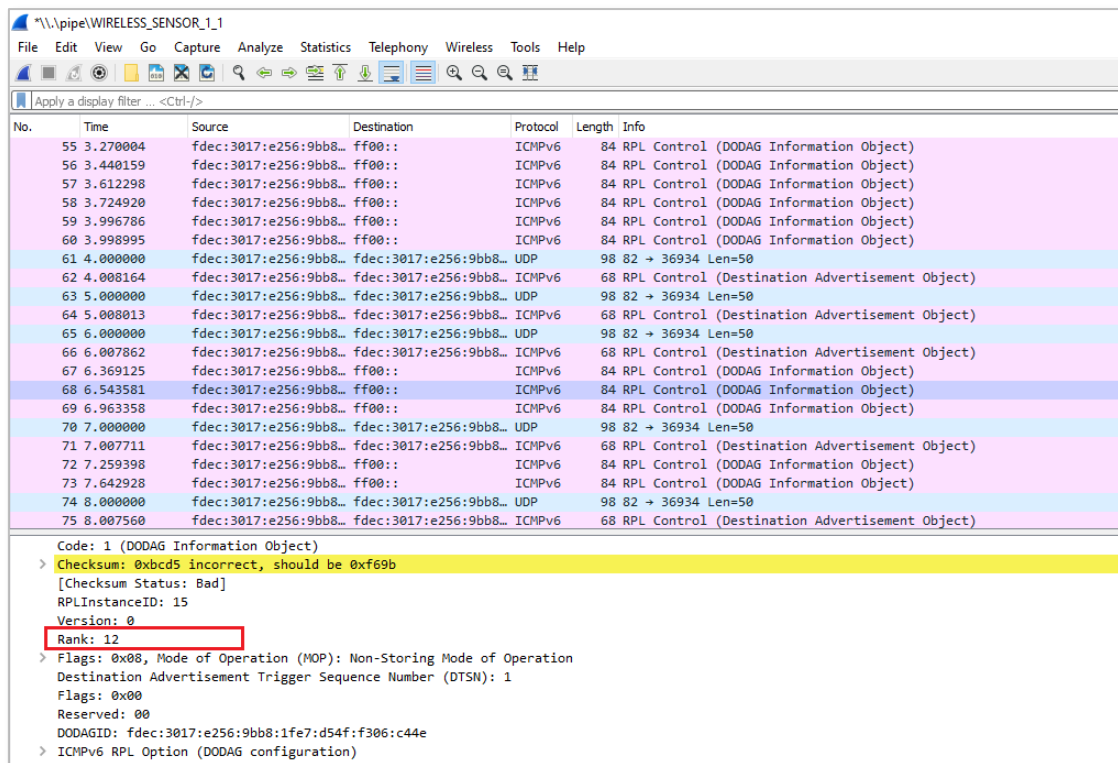 *\\.\pipe\WIRELESS_SENSOR_1_1
File Edit View Go Capture Analyze Statistics Telephony Wireless Tools Help
Apply a display filter ... <Ctrl-/>
No. Time Source Destination Protocol Length Info
55 3.270004 fdec:3017:e256:9bb8… ff00:: ICMPv6 84 RPL Control (DODAG Information Object)
56 3.440159 fdec:3017:e256:9bb8… ff00:: ICMPv6 84 RPL Control (DODAG Information Object)
57 3.612298 fdec:3017:e256:9bb8… ff00:: ICMPv6 84 RPL Control (DODAG Information Object)
58 3.724920 fdec:3017:e256:9bb8… ff00:: ICMPv6 84 RPL Control (DODAG Information Object)
59 3.996786 fdec:3017:e256:9bb8… ff00:: ICMPv6 84 RPL Control (DODAG Information Object)
60 3.998995 fdec:3017:e256:9bb8… ff00:: ICMPv6 84 RPL Control (DODAG Information Object)
61 4.000000 fdec:3017:e256:9bb8… fdec:3017:e256:9bb8… UDP 98 82 → 36934 Len=50
62 4.008164 fdec:3017:e256:9bb8… fdec:3017:e256:9bb8… ICMPv6 68 RPL Control (Destination Advertisement Object)
63 5.000000 fdec:3017:e256:9bb8… fdec:3017:e256:9bb8… UDP 98 82 → 36934 Len=50
64 5.008013 fdec:3017:e256:9bb8… fdec:3017:e256:9bb8… ICMPv6 68 RPL Control (Destination Advertisement Object)
65 6.000000 fdec:3017:e256:9bb8… fdec:3017:e256:9bb8… UDP 98 82 → 36934 Len=50
66 6.007862 fdec:3017:e256:9bb8… fdec:3017:e256:9bb8… ICMPv6 68 RPL Control (Destination Advertisement Object)
67 6.369125 fdec:3017:e256:9bb8… ff00:: ICMPv6 84 RPL Control (DODAG Information Object)
68 6.543581 fdec:3017:e256:9bb8… ff00:: ICMPv6 84 RPL Control (DODAG Information Object)
69 6.963358 fdec:3017:e256:9bb8… ff00:: ICMPv6 84 RPL Control (DODAG Information Object)
70 7.000000 fdec:3017:e256:9bb8… fdec:3017:e256:9bb8… UDP 98 82 → 36934 Len=50
71 7.007711 fdec:3017:e256:9bb8… fdec:3017:e256:9bb8… ICMPv6 68 RPL Control (Destination Advertisement Object)
72 7.259398 fdec:3017:e256:9bb8… ff00:: ICMPv6 84 RPL Control (DODAG Information Object)
73 7.642928 fdec:3017:e256:9bb8… ff00:: ICMPv6 84 RPL Control (DODAG Information Object)
74 8.000000 fdec:3017:e256:9bb8… fdec:3017:e256:9bb8… UDP 98 82 → 36934 Len=50
75 8.007560 fdec:3017:e256:9bb8… fdec:3017:e256:9bb8… ICMPv6 68 RPL Control (Destination Advertisement Object)
Code: 1 (DODAG Information Object)
Checksum: 0xbcd5 incorrect, should be 0xf69b
[Checksum Status: Bad]
RPLInstanceID: 15
Version: 0
Rank: 12
Flags: 0x08, Mode of Operation (MOP): Non-Storing Mode of Operation
Destination Advertisement Trigger Sequence Number (DTSN): 1
Flags: 0x00
Reserved: 00
DODAGID: fdec:3017:e256:9bb8:1fe7:d54f:f306:c44e
ICMPv6 RPL Option (DODAG configuration)